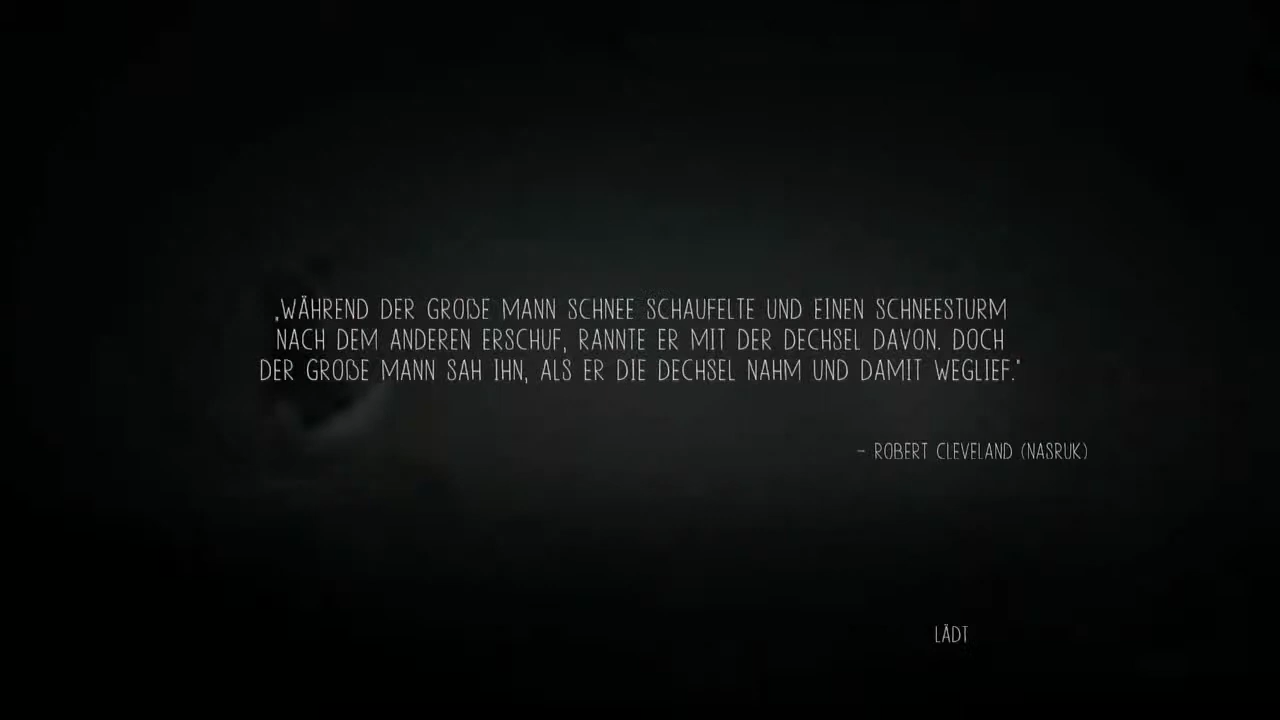 „WÄHREND DER GROßE MANN SCHNEE SCHAUFELTE UND EINEN SCHNEESTURM
NACH DEM ANDEREN ERSCHUF, RANNTE ER MIT DER DECHSEL DAVON. DOCH
DER GROßE MANN SAH IHN, ALS ER DIE DECHSEL NAHM UND DAMIT WEGLIEF."
- ROBERT CLEVELAND (NASRUK)
LÄDT